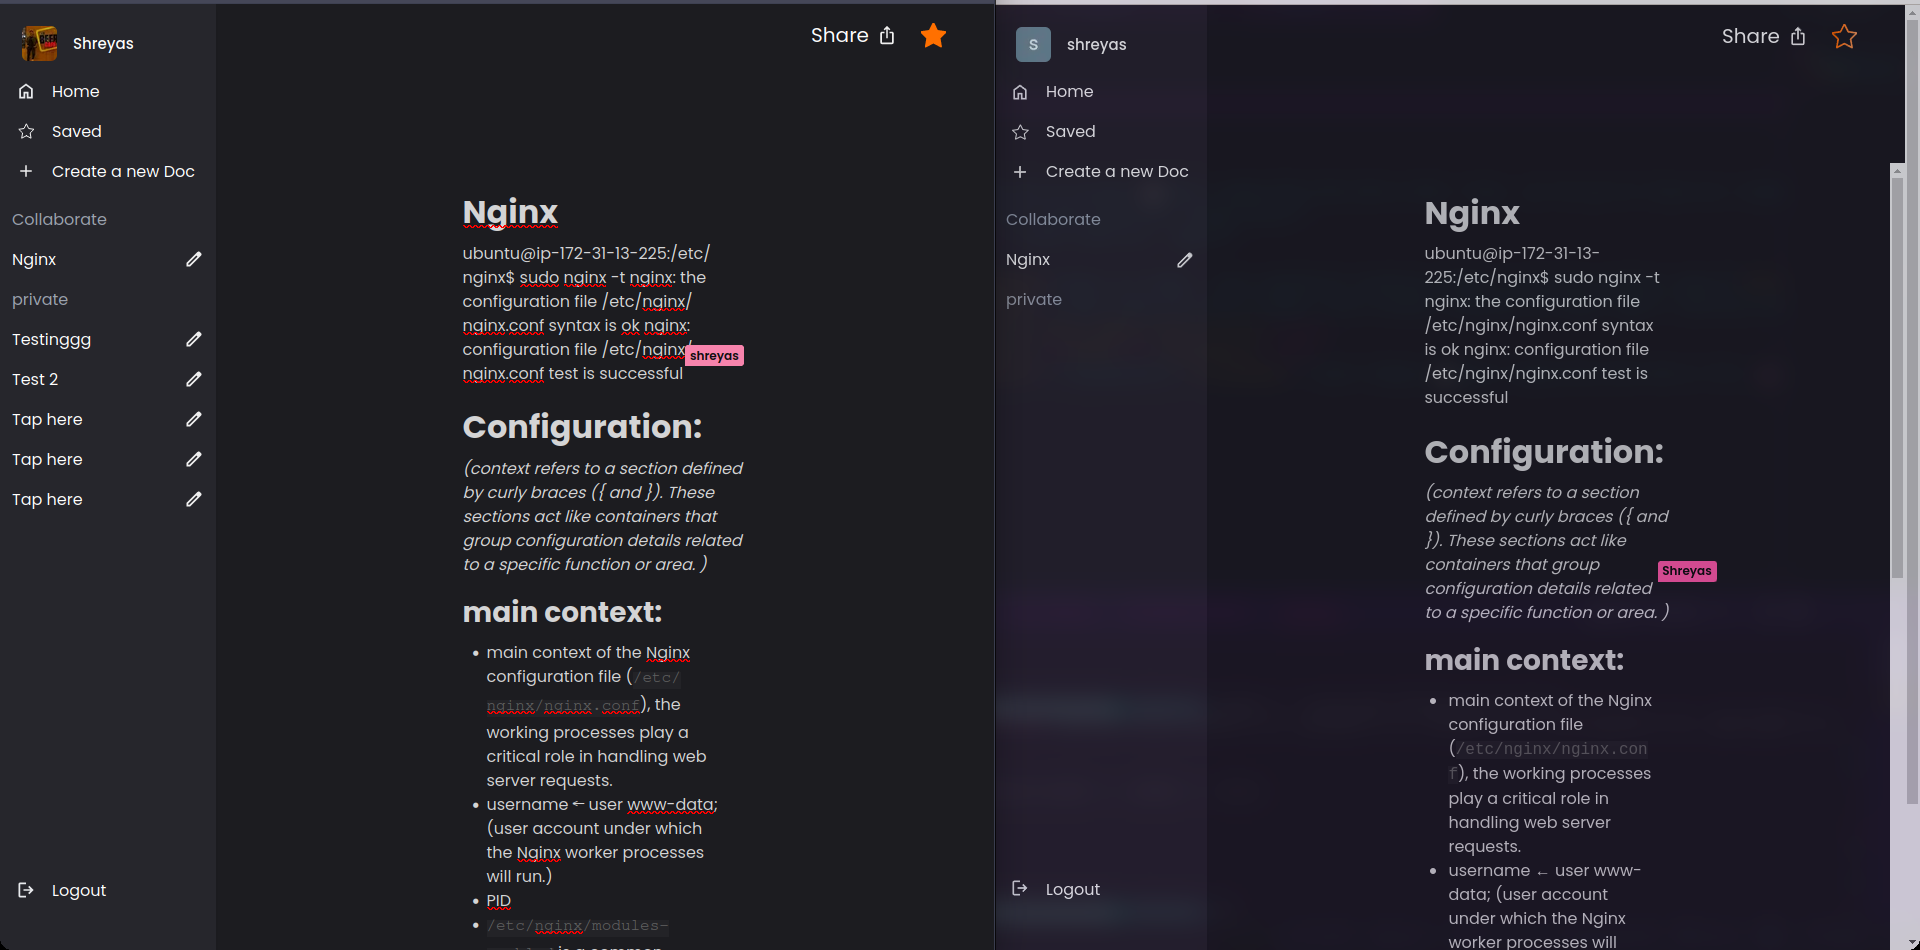 Shreyas
Home
Saved
Create a new Doc
Collaborate
Nginx
private
Testinggg
Test 2
Tap here
Tap here
Tap here
Logout
Share
Nginx
ubuntu@ip-172-31-13-225:/etc/
nginx$ sudo nginx -t nginx: the
configuration file /etc/nginx/
nginx.conf syntax is ok nginx:
configuration file /etc/nginx/
shreyas
nginx.conf test is successful
Configuration:
(context refers to a section defined
by curly braces ({ and }). These
sections act like containers that
group configuration details related
to a specific function or area. )
main context:
• main context of the Nginx
configuration file (/etc/
nginx/nginx.conf), the
working processes play a
critical role in handling web
server requests.
• username ← user www-data;
(user account under which
the Nginx worker processes
will run.)
• PID
• /etc/nginx/modules-
S
shreyas
Home
Saved
Create a new Doc
Collaborate
Nginx
private
Logout
Share
Nginx
ubuntu@ip-172-31-13-
225:/etc/nginx$ sudo nginx -t
nginx: the configuration file
/etc/nginx/nginx.conf syntax
is ok nginx: configuration file
/etc/nginx/nginx.conf test is
successful
Configuration:
(context refers to a section
defined by curly braces ({ and
}). These sections act like
containers that group
Shreyas
configuration details related
to a specific function or area. )
main context:
• main context of the Nginx
configuration file
(/etc/nginx/nginx.con
f), the working processes
play a critical role in
handling web server
requests.
• username ← user www-
data; (user account
under which the Nginx
worker processes will